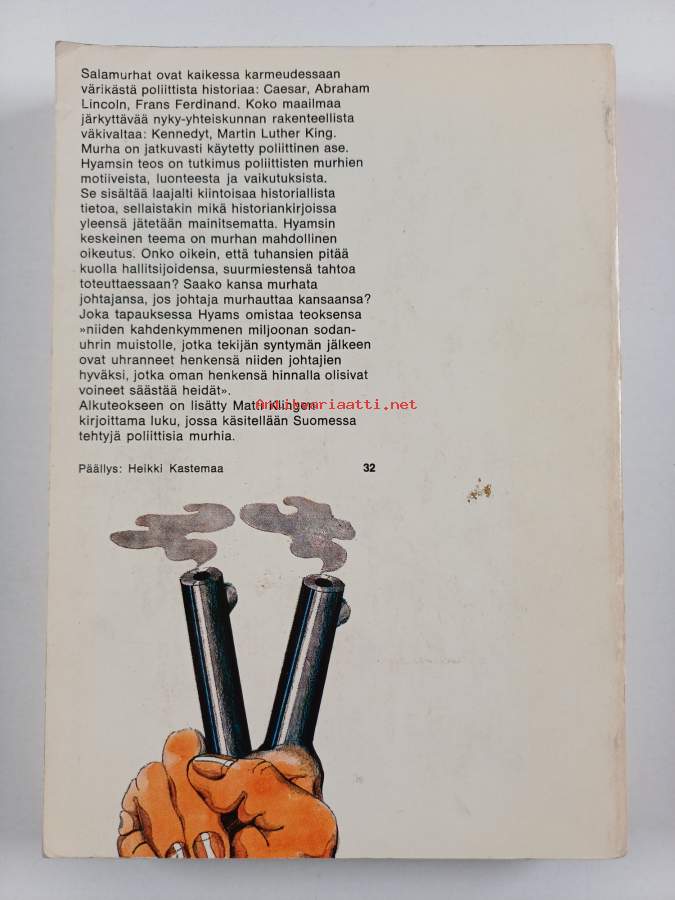 Salamurhat ovat kaikessa karmeudessaan
värikästä poliittista historiaa: Caesar, Abraham
Lincoln, Frans Ferdinand. Koko maailmaa
järkyttävää nyky-yhteiskunnan rakenteellista
väkivaltaa: Kennedyt, Martin Luther King.
Murha on jatkuvasti käytetty poliittinen ase.
Hyamsin teos on tutkimus poliittisten murhien
motiiveista, luonteesta ja vaikutuksista.
Se sisältää laajalti kiintoisaa historiallista
tietoa, sellaistakin mikä historiankirjoissa
yleensä jätetään mainitsematta. Hyamsin
keskeinen teema on murhan mahdollinen
oikeutus. Onko oikein, että tuhansien pitää
kuolla hallitsijoidensa, suurmiestensä tahtoa
toteuttaessaan? Saako kansa murhata
johtajansa, jos johtaja murhauttaa kansaansa?
Joka tapauksessa Hyams omistaa teoksensa
»niiden kahdenkymmenen miljoonan sodan-
uhrin muistolle, jotka tekijän syntymän jälkeen
ovat uhranneet henkensä niiden johtajien
hyväksi, jotka oman henkensä hinnalla olisivat
voineet säästää heidät».
Alkuteokseen on lisätty Matti Klingen
kirjoittama luku, jossa käsitellään Suomessa
tehtyjä poliittisia murhia.
Päällys: Heikki Kastemaa 32
Antikvariaatti.net